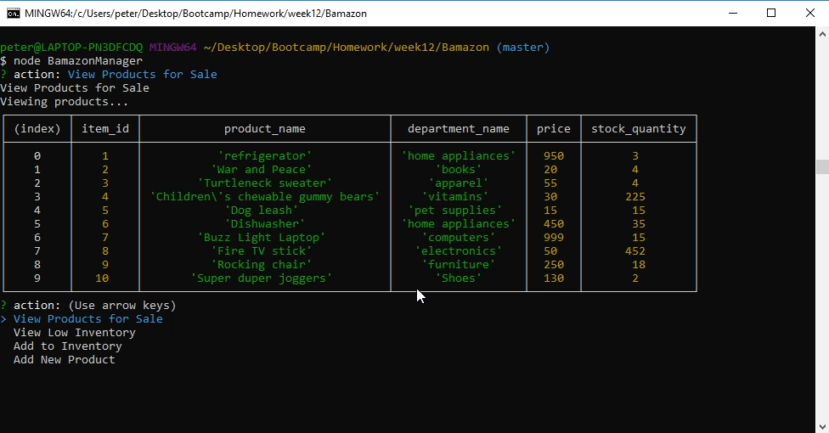 MINGW64:/c/Users/peter/Desktop/Bootcamp/Homework/week12/Bamazon
peter@LAPTOP-PN3DFCDQ MINGW64 ~/Desktop/Bootcamp/Homework/week12/Bamazon (master)
$ node BamazonManager
? action: View Products for Sale
View Products for Sale
Viewing products...
(index) item_id product_name department_name price stock_quantity
0 1 'refrigerator' 'home appliances' 950 3
1 2 'War and Peace' 'books' 20 4
2 3 'Turtleneck sweater' 'apparel' 55 4
3 4 'Children\'s chewable gummy bears' 'vitamins' 30 225
4 5 'Dog leash' 'pet supplies' 15 15
5 6 'Dishwasher' 'home appliances' 450 35
6 7 'Buzz Light Laptop' 'computers' 999 15
7 8 'Fire TV stick' 'electronics' 50 452
8 9 'Rocking chair' 'furniture' 250 18
9 10 'Super duper joggers' 'Shoes' 130 2
? action: (Use arrow keys)
> View Products for Sale
View Low Inventory
Add to Inventory
Add New Product